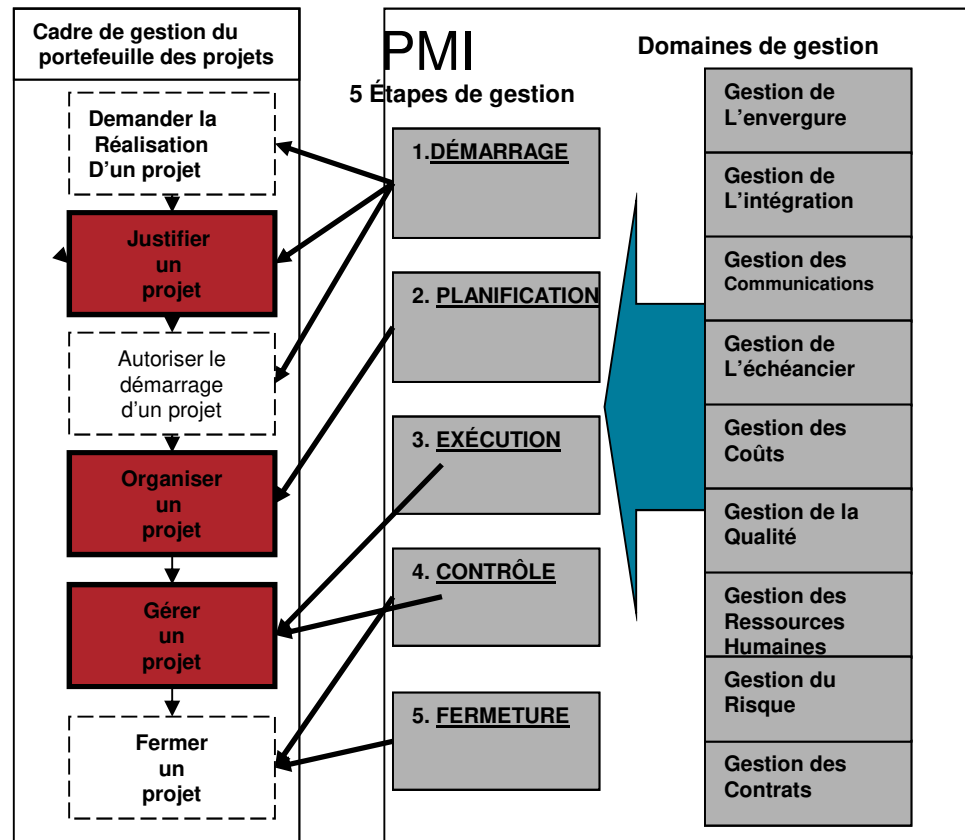 Cadre de gestion du
portefeuille des projets
Demander la
Réalisation
D'un projet
Justifier
un
projet
Autoriser le
démarrage
d'un projet
Organiser
un
projet
Gérer
un
projet
Fermer
un
projet
PMI
5 Étapes de gestion
1.DÉMARRAGE
2. PLANIFICATION
3. EXÉCUTION
4. CONTRÔLE
5. FERMETURE
Domaines de gestion
Gestion de
L'envergure
Gestion de
L'intégration
Gestion des
Communications
Gestion de
L'échéancier
Gestion des
Coûts
Gestion de la
Qualité
Gestion des
Ressources
Humaines
Gestion du
Risque
Gestion des
Contrats